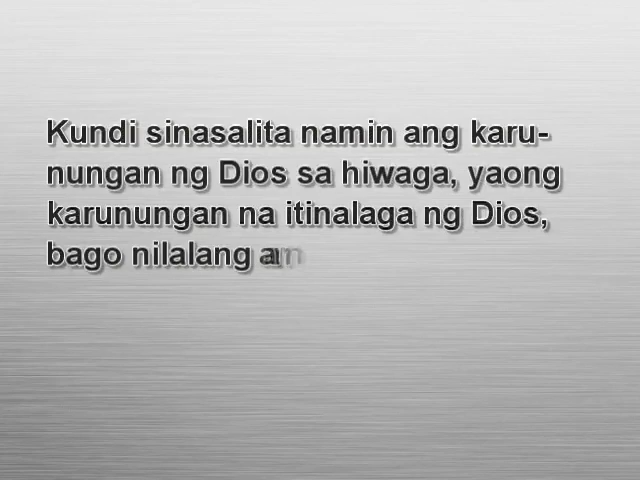 Kundi sinasalita namin ang karu-
nungan ng Dios sa hiwaga, yaong
karunungan na itinalaga ng Dios,
bago nilalang